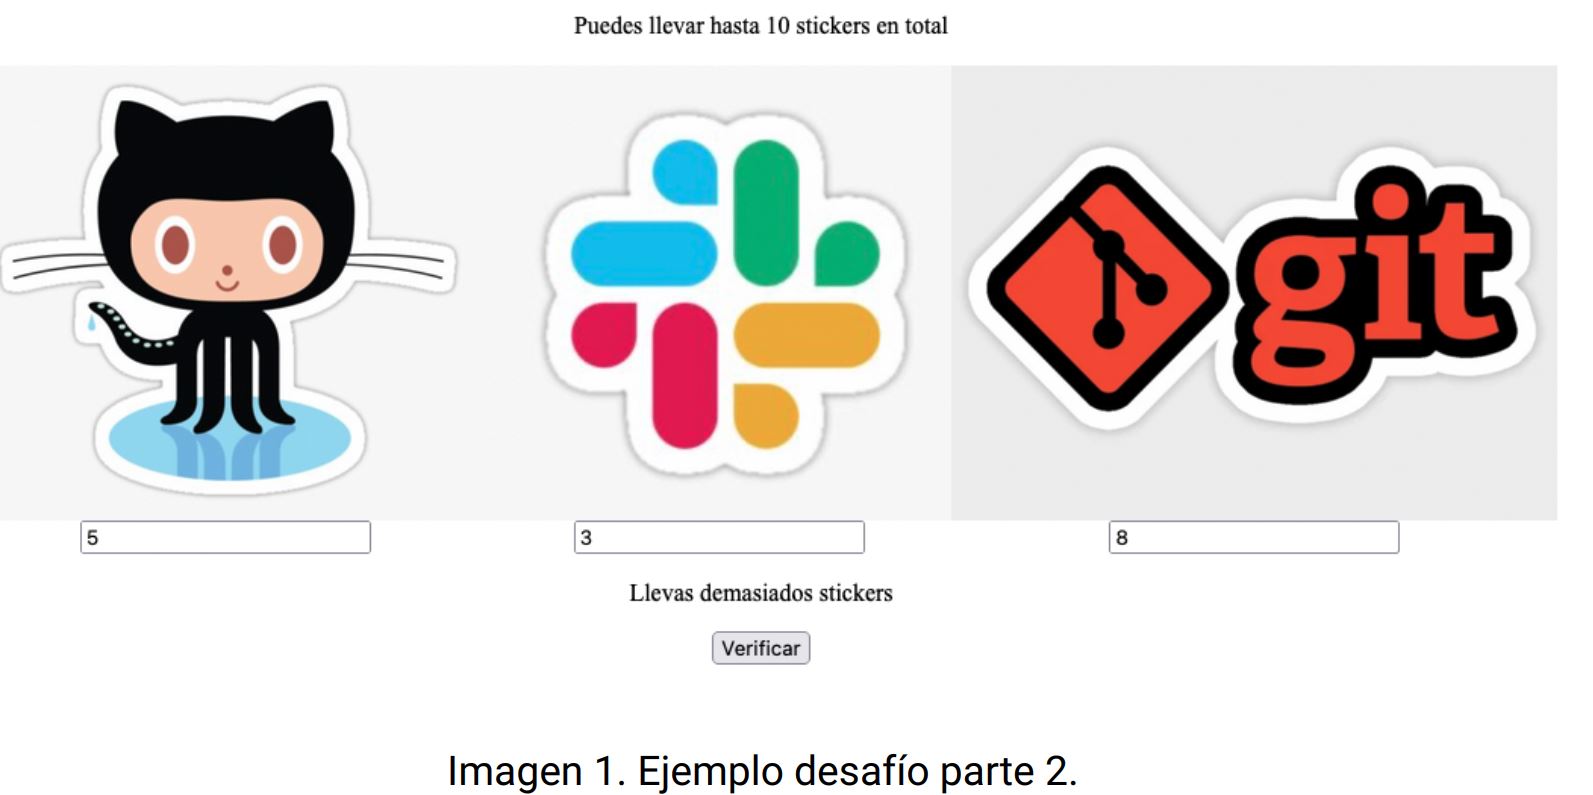 Puedes llevar hasta 10 stickers en total
git
5 3 8
Llevas demasiados stickers
Verificar
Imagen 1. Ejemplo desafío parte 2.